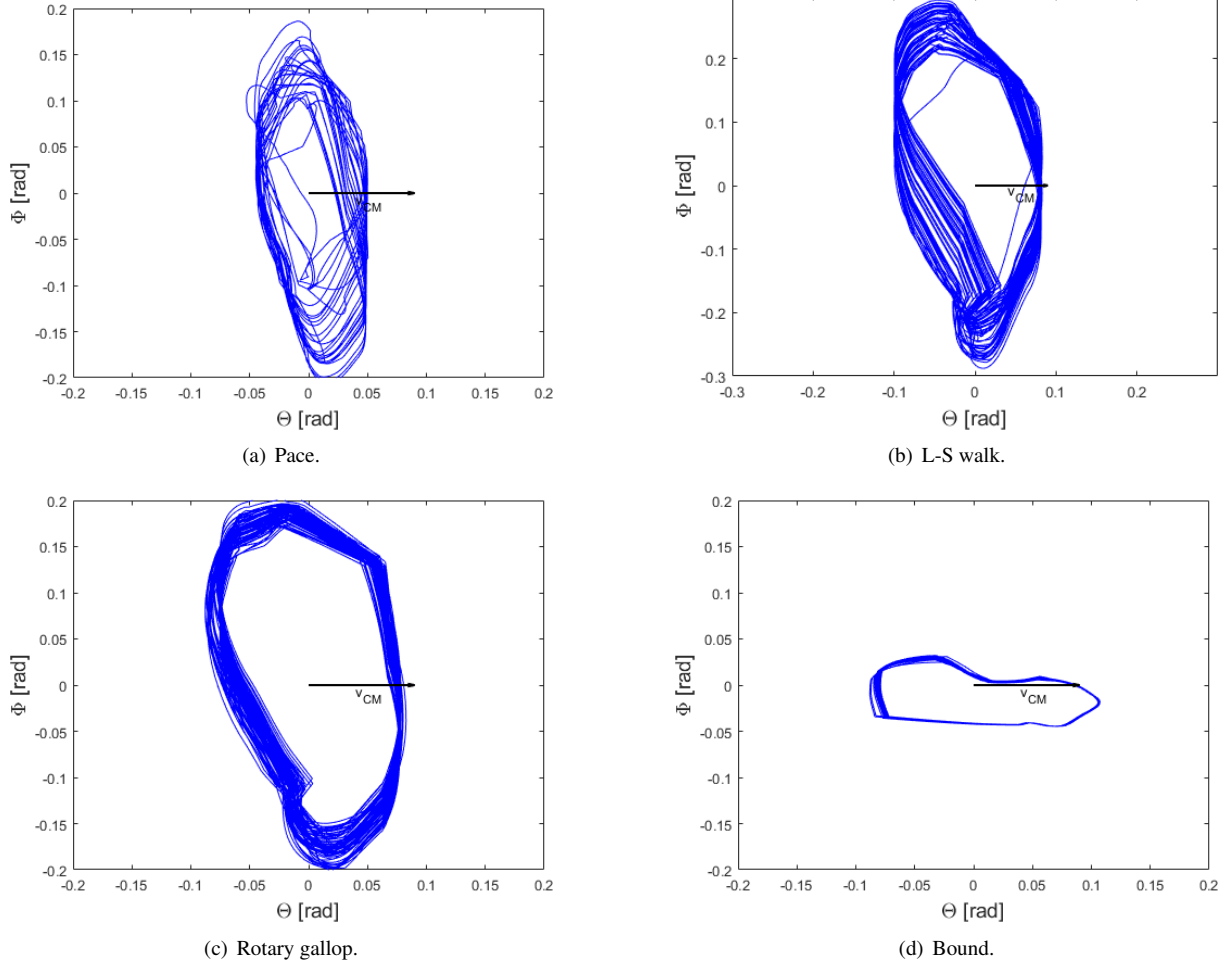 0.2
0.15
0.1
0.05
0
-0.05
-0.1
-0.15
-0.2
Φ [rad]
v_CM
-0.2 -0.15 -0.1 -0.05 0 0.05 0.1 0.15 0.2
Θ [rad]
(a) Pace.
0.2
0.1
0
-0.1
-0.2
-0.3
Φ [rad]
v_CM
-0.3 -0.2 -0.1 0 0.1 0.2
Θ [rad]
(b) L-S walk.
0.2
0.15
0.1
0.05
0
-0.05
-0.1
-0.15
-0.2
Φ [rad]
v_CM
-0.2 -0.15 -0.1 -0.05 0 0.05 0.1 0.15 0.2
Θ [rad]
(c) Rotary gallop.
0.2
0.15
0.1
0.05
0
-0.05
-0.1
-0.15
-0.2
Φ [rad]
v_CM
-0.2 -0.15 -0.1 -0.05 0 0.05 0.1 0.15 0.2
Θ [rad]
(d) Bound.